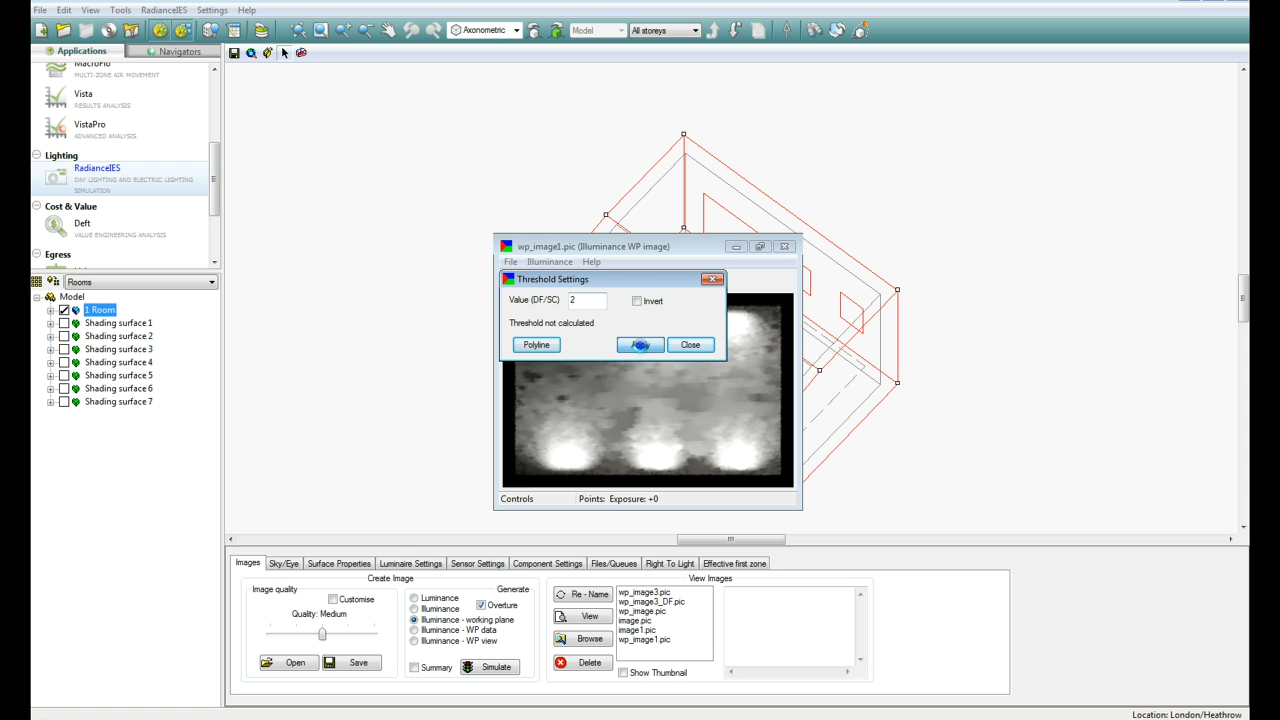 File Edit View Tools RadianceIES Settings Help
Axonometric Model All storeys
Applications Navigators
MacroFlo
MULTI-ZONE AIR MOVEMENT
Vista
RESULTS ANALYSIS
VistaPro
ADVANCED ANALYSIS
Lighting
RadianceIES
DAY LIGHTING AND ELECTRIC LIGHTING
SIMULATION
Cost & Value
Deft
VALUE ENGINEERING ANALYSIS
Egress
Rooms
Model
1 Room
Shading surface 1
Shading surface 2
Shading surface 3
Shading surface 4
Shading surface 5
Shading surface 6
Shading surface 7
wp_image1.pic (Illuminance WP image)
File Illuminance Help
Threshold Settings
Value (DF/SC) 2 Invert
Threshold not calculated
Polyline Apply Close
Controls Points: Exposure: +0
Images Sky/Eye Surface Properties Luminaire Settings Sensor Settings Component Settings Files/Queues Right To Light Effective first zone
Create Image
Image quality
Customise
Quality: Medium
Open Save
Generate
Luminance
Illuminance
Overture
Illuminance - working plane
Illuminance - WP data
Illuminance - WP view
Summary Simulate
View Images
Re - Name
View
Browse
Delete
wp_image3.pic
wp_image3_DF.pic
wp_image.pic
image.pic
image1.pic
wp_image1.pic
Show Thumbnail
Location: London/Heathrow